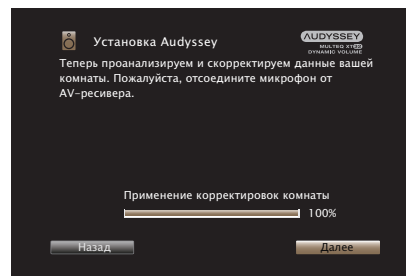 Установка Audyssey
AUDYSSEY
MULTEQ XT32
DYNAMIC VOLUME
Теперь проанализируем и скорректируем данные вашей
комнаты. Пожалуйста, отсоедините микрофон от
AV-ресивера.
Применение корректировок комнаты
100%
Назад
Далее